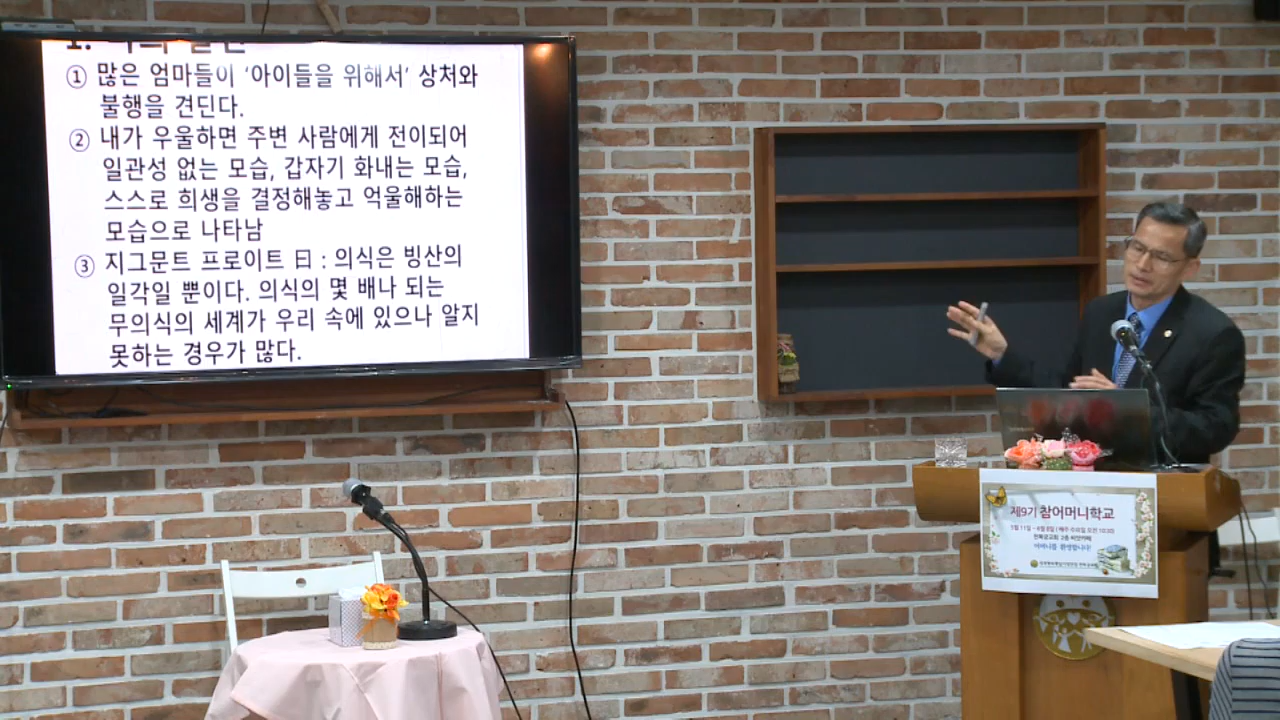 ① 많은 엄마들이 '아이들을 위해서' 상처와
불행을 견딘다.
② 내가 우울하면 주변 사람에게 전이되어
일관성 없는 모습, 갑자기 화내는 모습,
스스로 희생을 결정해놓고 억울해하는
모습으로 나타남
③ 지그문트 프로이트 曰 : 의식은 빙산의
일각일 뿐이다. 의식의 몇 배나 되는
무의식의 세계가 우리 속에 있으나 알지
못하는 경우가 많다.
제9기 참어머니학교